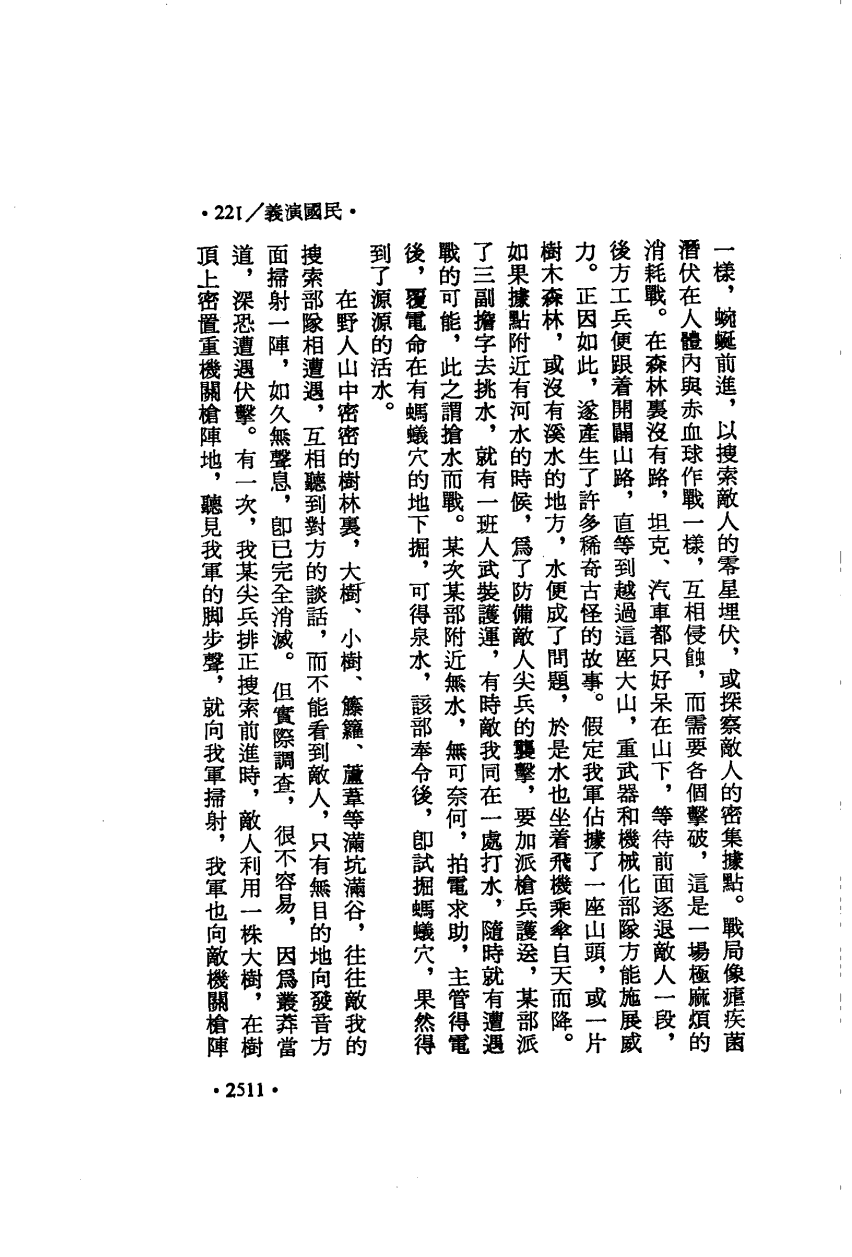 •221／義演國民•
一樣，蜿蜒前進，以搜索敵人的零星埋伏，或探察敵人的密集據點。戰局像瘧疾菌
潛伏在人體內與赤血球作戰一樣，互相侵蝕，而需要各個擊破，這是一場極麻煩的
消耗戰。在森林裏沒有路，坦克、汽車都只好呆在山下，等待前面逐退敵人一段，
後方工兵便跟着開闢山路，直等到越過這座大山，重武器和機械化部隊方能施展威
力。正因如此，遂產生了許多稀奇古怪的故事。假定我軍佔據了一座山頭，或一片
樹木森林，或沒有溪水的地方，水便成了問題，於是水也坐着飛機乘傘自天而降。
如果據點附近有河水的時候，爲了防備敵人尖兵的襲擊，要加派槍兵護送，某部派
了三副擔字去挑水，就有一班人武裝護運，有時敵我同在一處打水，隨時就有遭遇
戰的可能，此之謂搶水而戰。某次某部附近無水，無可奈何，拍電求助，主管得電
後，覆電命在有螞蟻穴的地下掘，可得泉水，該部奉令後，卽試掘螞蟻穴，果然得
到了源源的活水。
在野人山中密密的樹林裏，大樹、小樹、籐籮、蘆葦等滿坑滿谷，往往敵我的
搜索部隊相遭遇，互相聽到對方的談話，而不能看到敵人，只有無目的地向發音方
面掃射一陣，如久無聲息，卽已完全消滅。但實際調查，很不容易，因爲叢莽當
道，深恐遭遇伏擊。有一次，我某尖兵排正搜索前進時，敵人利用一株大樹，在樹
頂上密置重機關槍陣地，聽見我軍的脚步聲，就向我軍掃射，我軍也向敵機關槍陣
•2511•